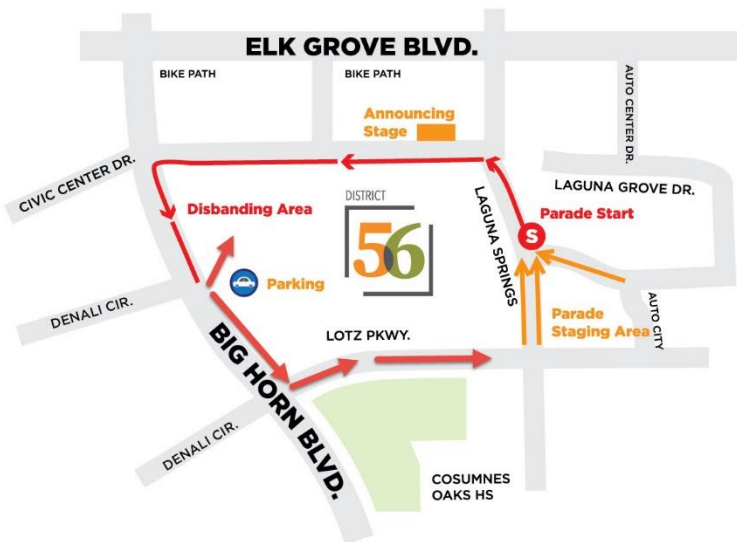 ELK GROVE BLVD.
BIKE PATH
BIKE PATH
AUTO CENTER DR.
Announcing
Stage
CIVIC CENTER DR.
LAGUNA GROVE DR.
Disbanding Area
DISTRICT
56
LAGUNA SPRINGS
Parade Start
S
Parking
DENALI CIR.
BIG HORN BLVD.
LOTZ PKWY.
Parade
Staging Area
AUTO CITY
DENALI CIR.
COSUMNES
OAKS HS